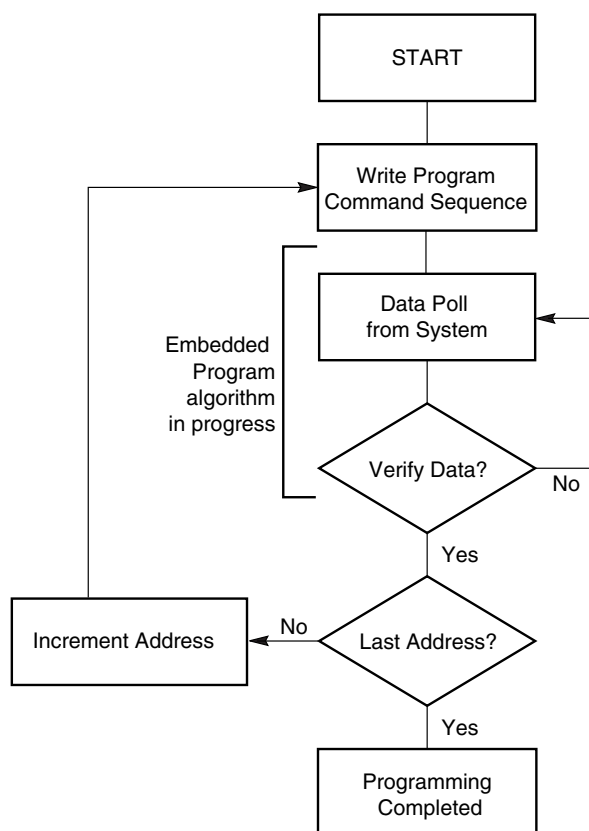 START
Write Program
Command Sequence
Data Poll
from System
Embedded
Program
algorithm
in progress
Verify Data?
No
Yes
Increment Address
No
Last Address?
Yes
Programming
Completed